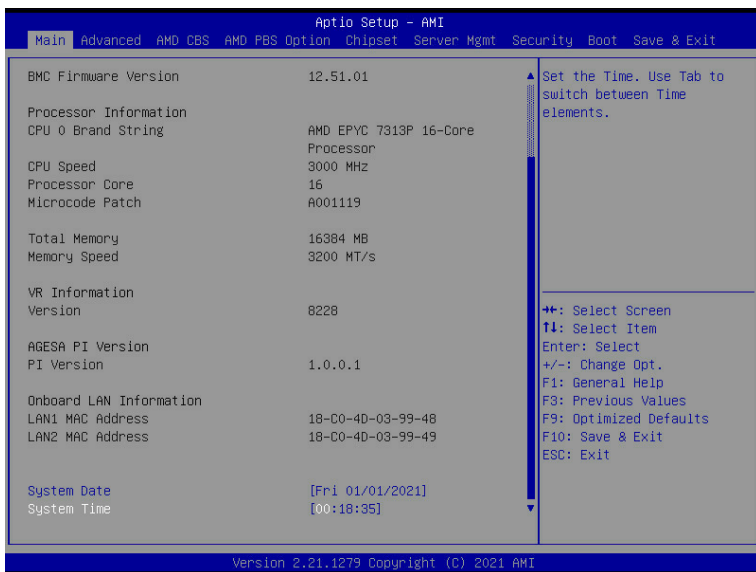 Aptio Setup – AMI
Main Advanced AMD CBS AMD PBS Option Chipset Server Mgmt Security Boot Save & Exit
BMC Firmware Version 12.51.01
Processor Information
CPU 0 Brand String AMD EPYC 7313P 16-Core
Processor
CPU Speed 3000 MHz
Processor Core 16
Microcode Patch A001119
Total Memory 16384 MB
Memory Speed 3200 MT/s
VR Information
Version 8228
AGESA PI Version
PI Version 1.0.0.1
Onboard LAN Information
LAN1 MAC Address 18-C0-4D-03-99-48
LAN2 MAC Address 18-C0-4D-03-99-49
System Date [Fri 01/01/2021]
System Time [00:18:35]
Set the Time. Use Tab to
switch between Time
elements.
→←: Select Screen
↑↓: Select Item
Enter: Select
+/-: Change Opt.
F1: General Help
F3: Previous Values
F9: Optimized Defaults
F10: Save & Exit
ESC: Exit
Version 2.21.1279 Copyright (C) 2021 AMI